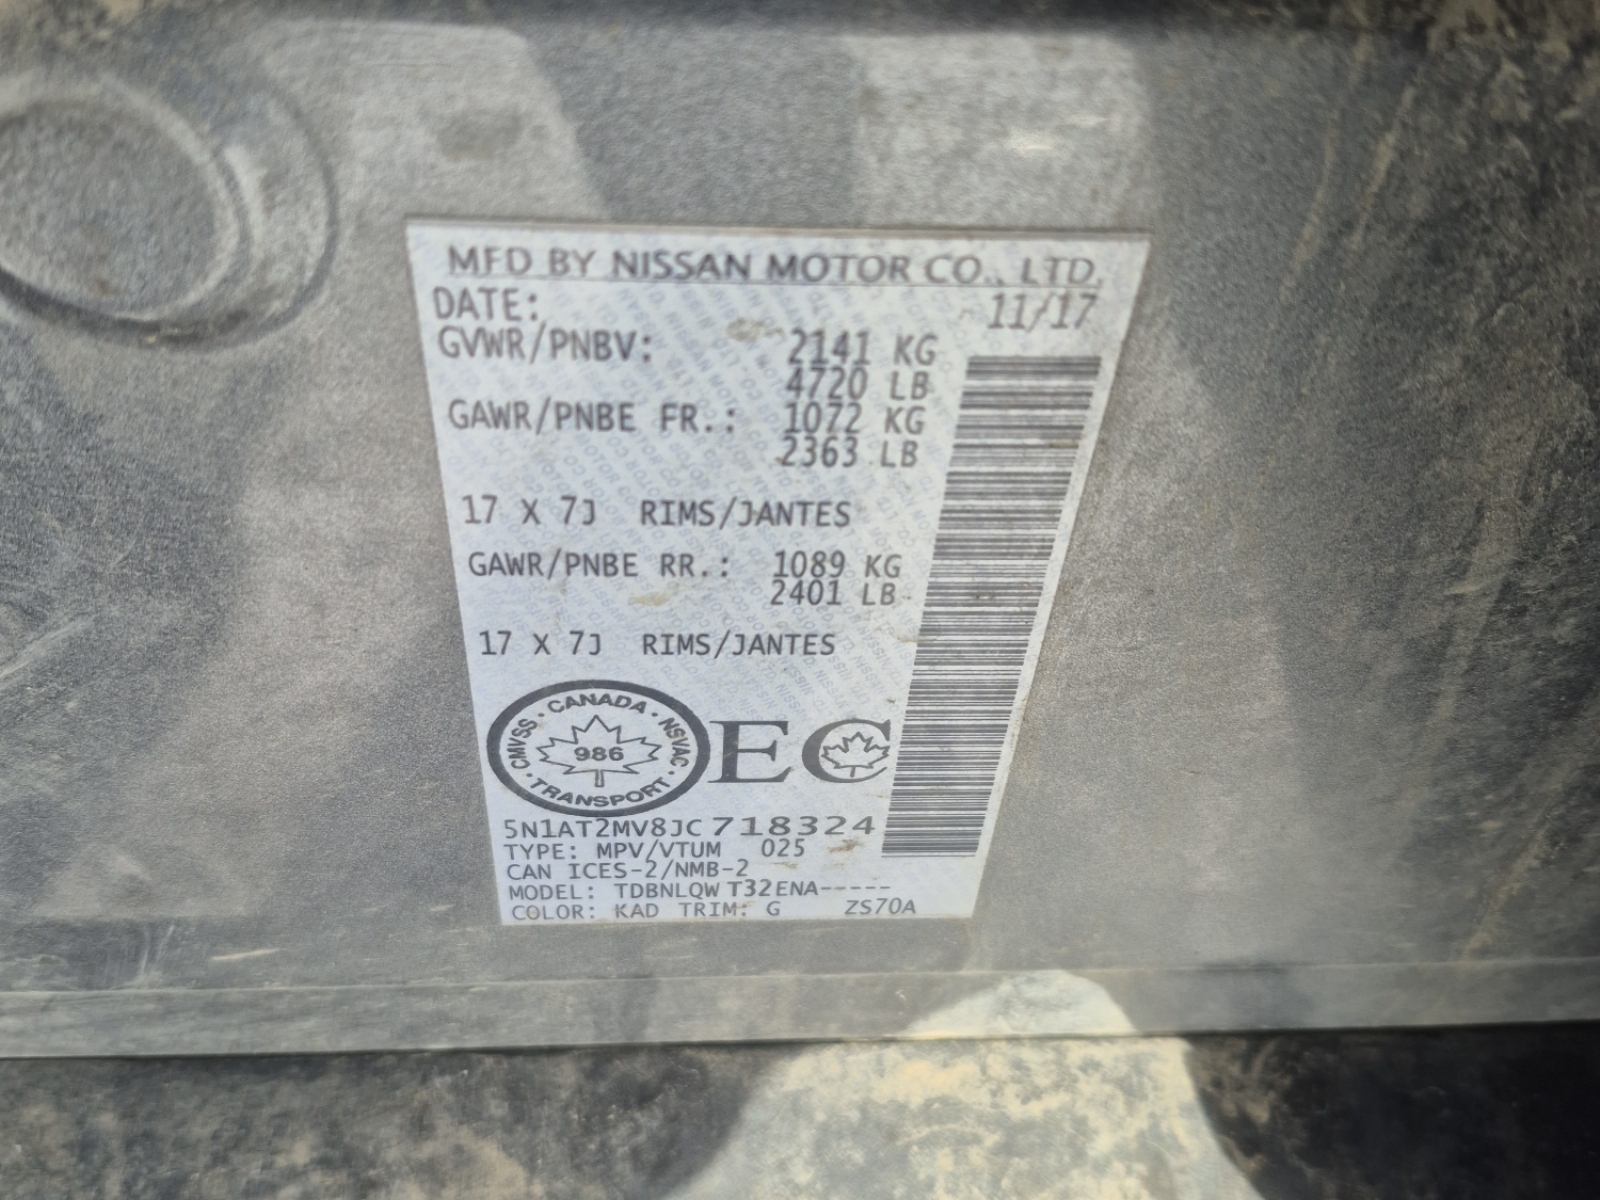 MFD BY NISSAN MOTOR CO., LTD.
DATE: 11/17
GVWR/PNBV: 2141 KG
4720 LB
GAWR/PNBE FR.: 1072 KG
2363 LB
17 X 7J RIMS/JANTES
GAWR/PNBE RR.: 1089 KG
2401 LB
17 X 7J RIMS/JANTES
CANADA · NSVAC · TRANSPORT · CMVSS ·
986
EC
5N1AT2MV8JC718324
TYPE: MPV/VTUM 025
CAN ICES-2/NMB-2
MODEL: TDBNLQW T32ENA-----
COLOR: KAD TRIM: G ZS70A